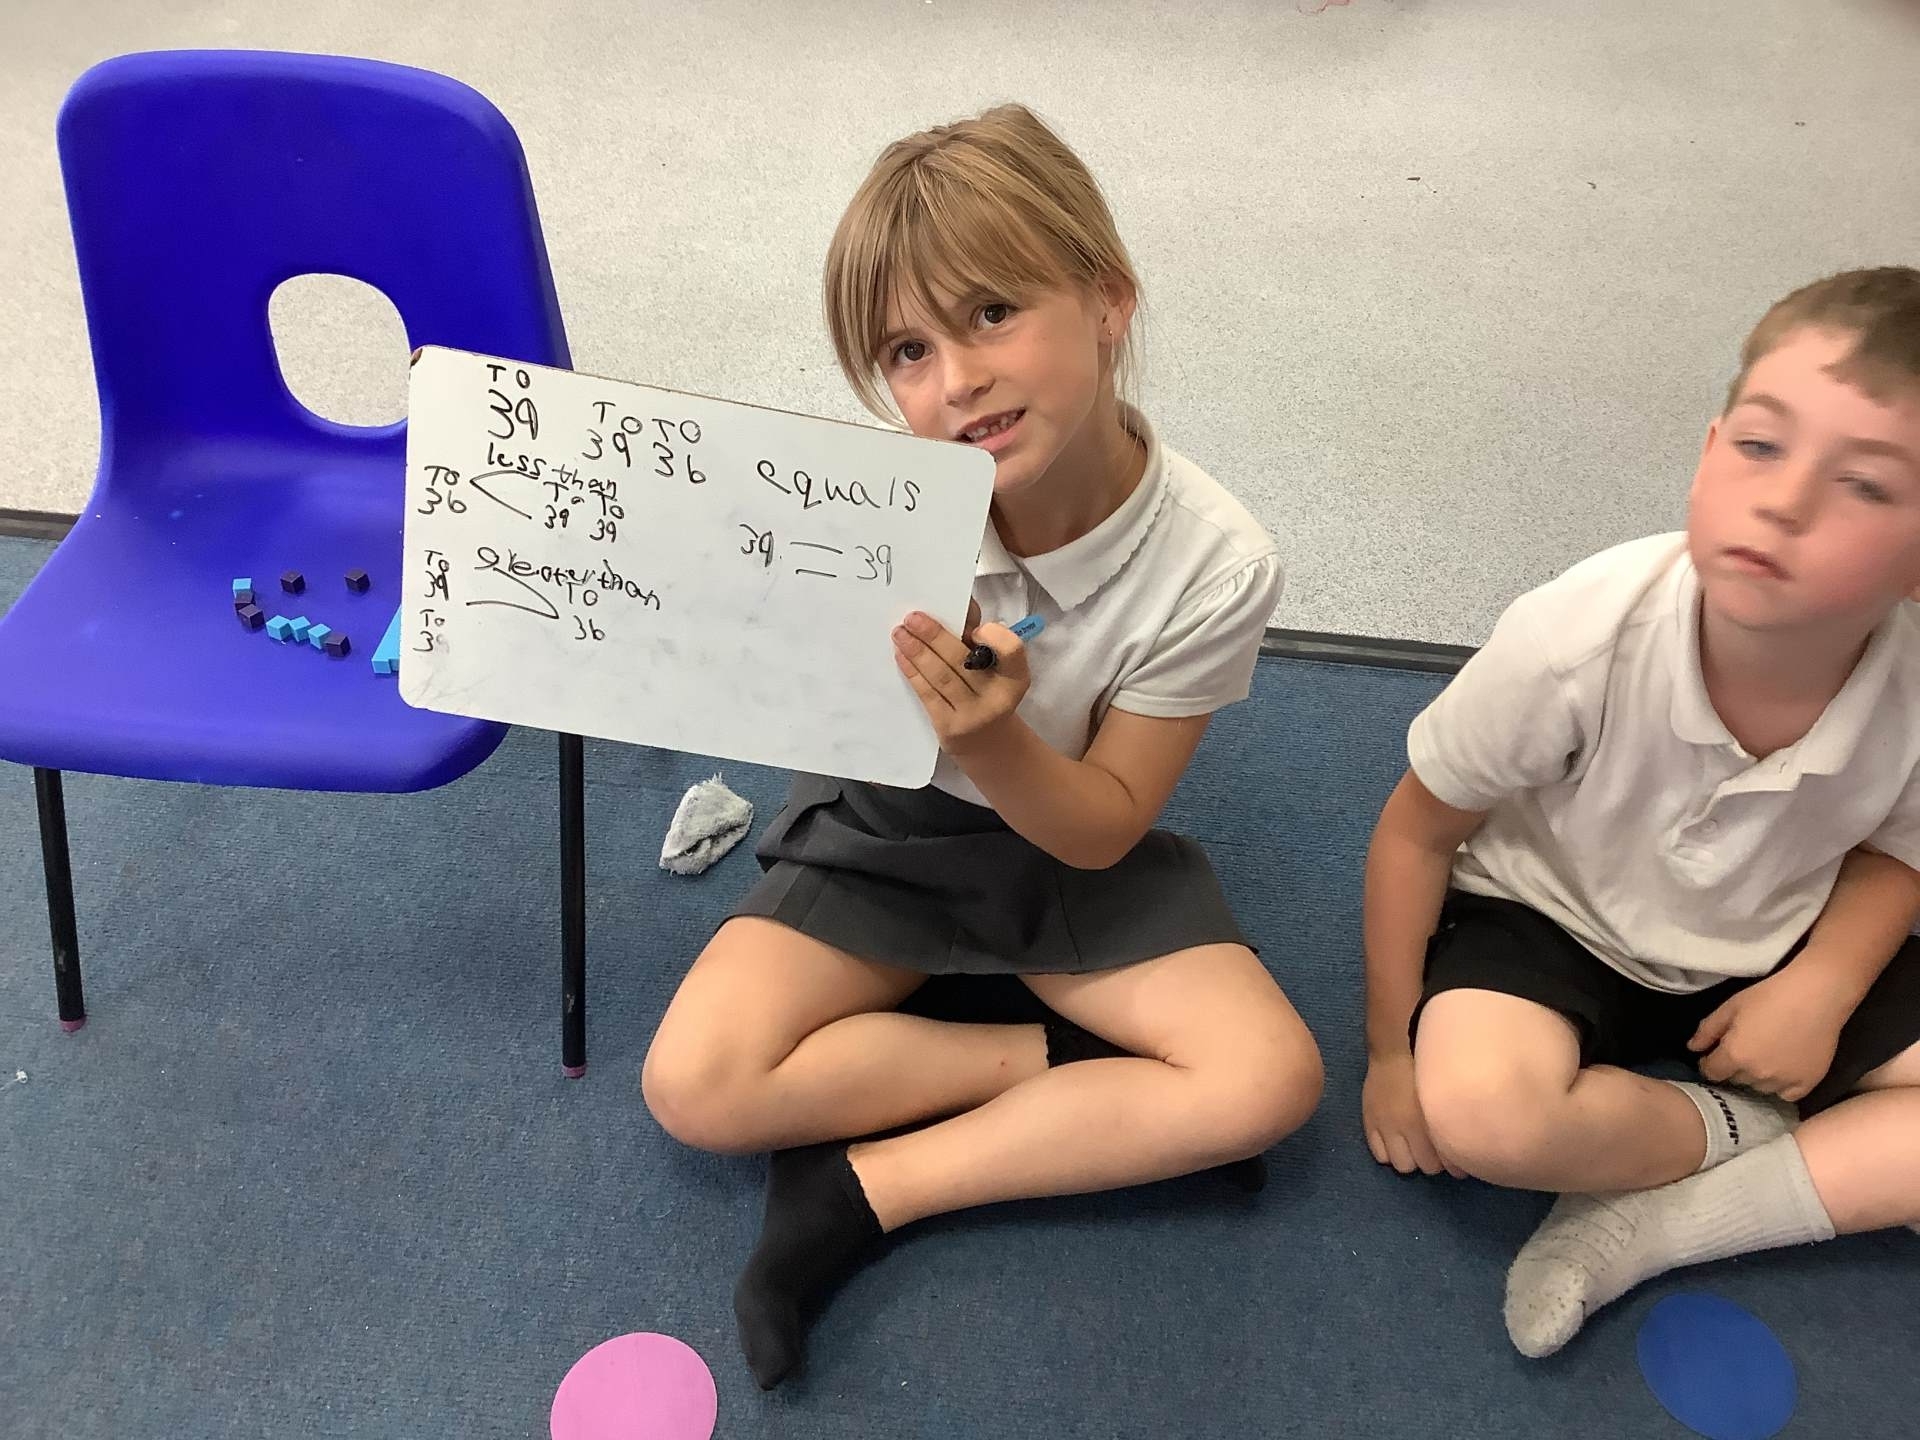 TO
39
TO TO
39 36
less than
TO
36 < TO TO
39 39
greater than
TO
39 > TO
36
TO
3
equals
39 = 39